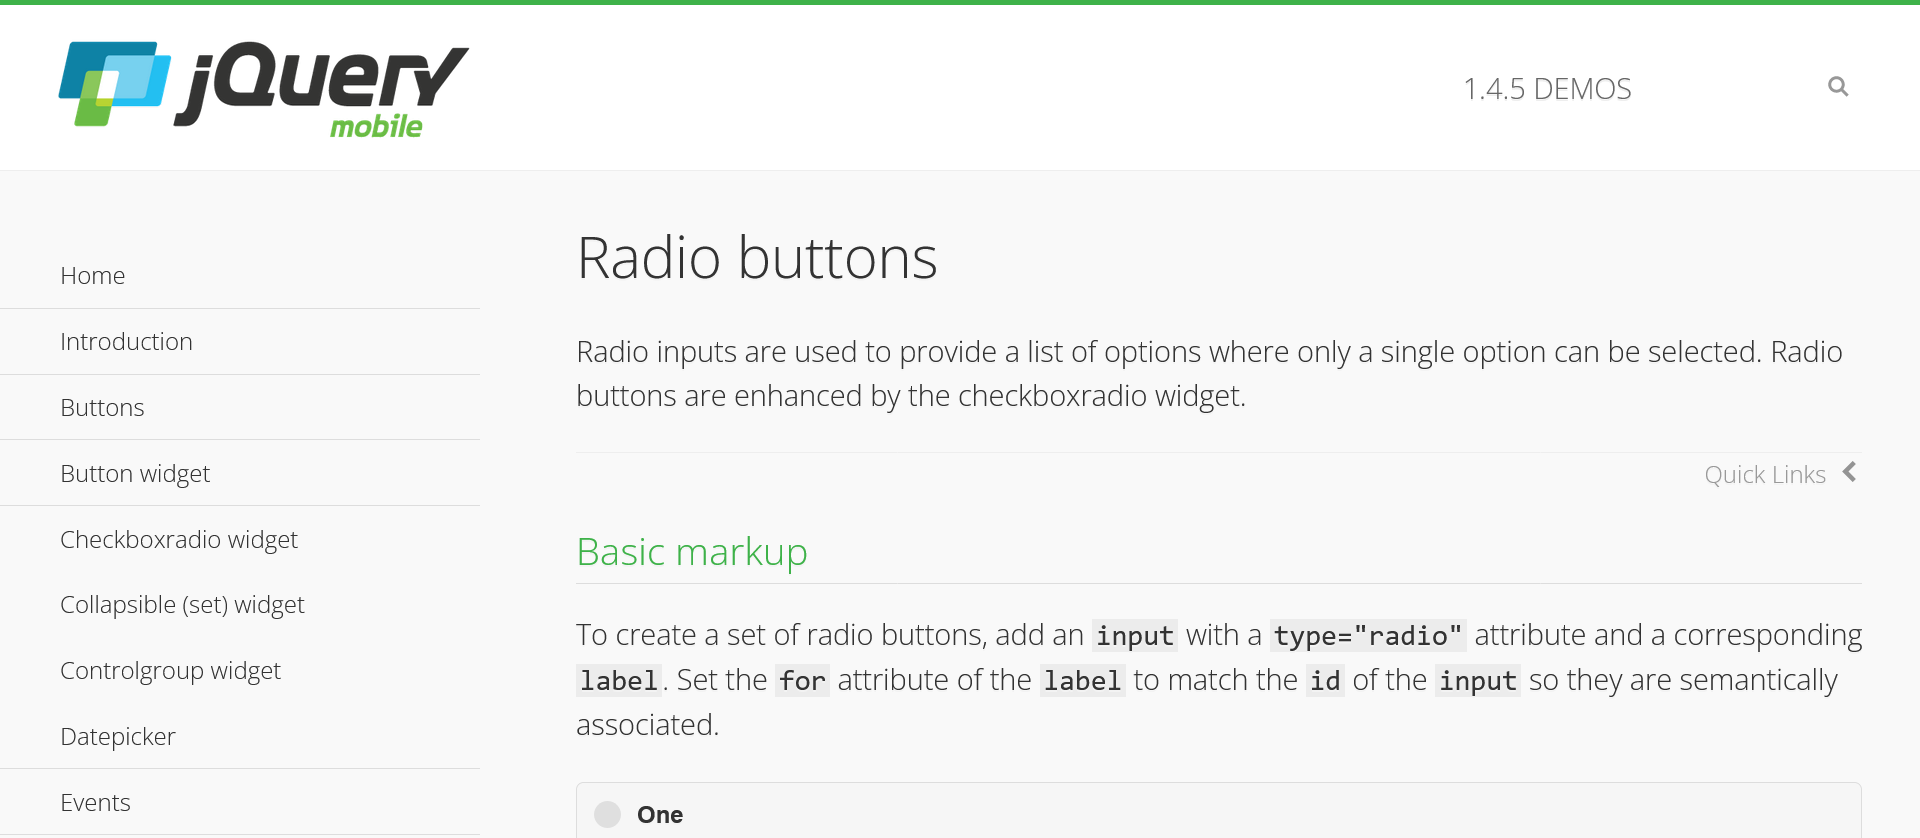 jQuery
mobile
1.4.5 DEMOS
Home
Introduction
Buttons
Button widget
Checkboxradio widget
Collapsible (set) widget
Controlgroup widget
Datepicker
Events
Radio buttons
Radio inputs are used to provide a list of options where only a single option can be selected. Radio
buttons are enhanced by the checkboxradio widget.
Quick Links
Basic markup
To create a set of radio buttons, add an input with a type="radio" attribute and a corresponding
label. Set the for attribute of the label to match the id of the input so they are semantically
associated.
One